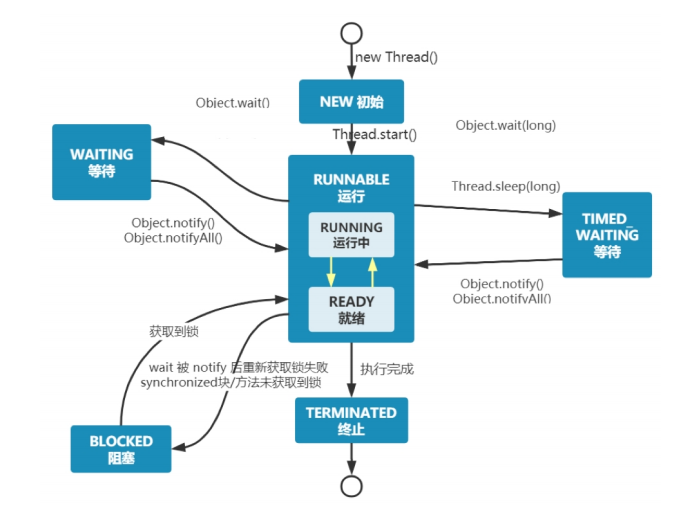 new Thread()
NEW 初始
Object.wait()
Thread.start()
Object.wait(long)
WAITING
等待
RUNNABLE
运行
Thread.sleep(long)
RUNNING
运行中
TIMED_
WAITING
等待
Object.notify()
Object.notifyAll()
Object.notify()
Object.notifyAll()
READY
就绪
获取到锁
wait 被 notify 后重新获取锁失败
synchronized块/方法未获取到锁
执行完成
TERMINATED
终止
BLOCKED
阻塞